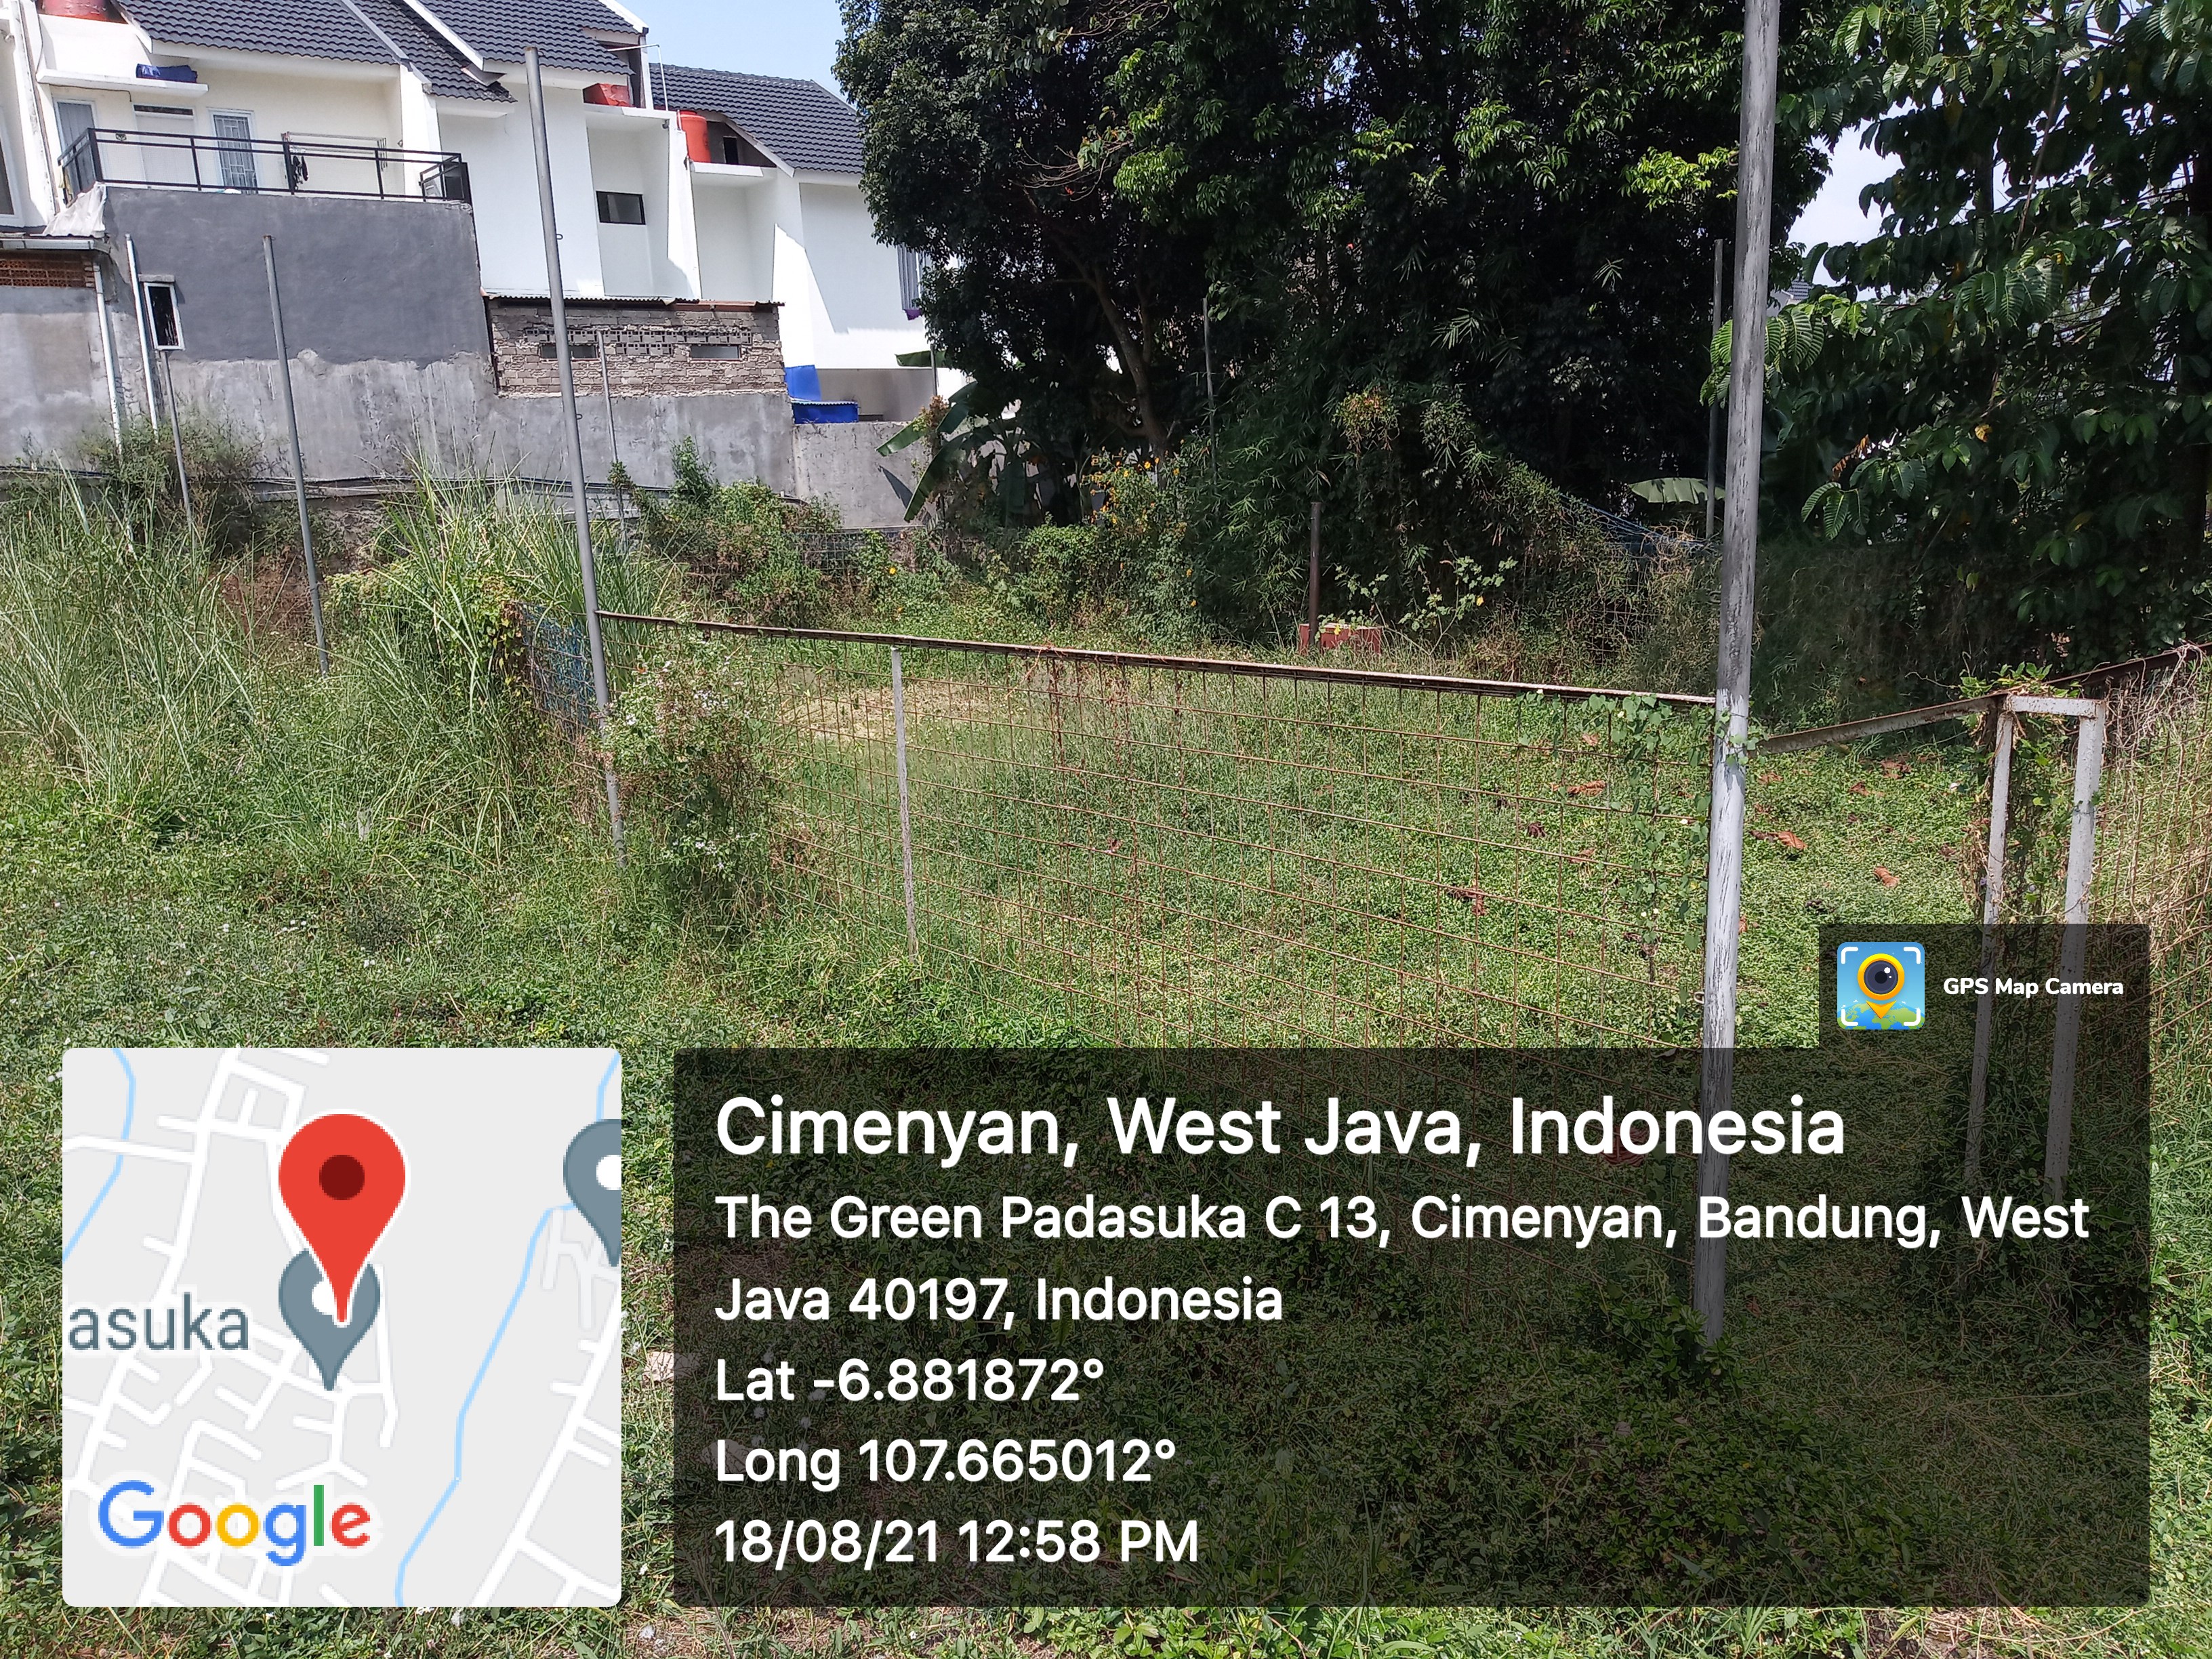 GPS Map Camera
Cimenyan, West Java, Indonesia
The Green Padasuka C 13, Cimenyan, Bandung, West
Java 40197, Indonesia
Lat -6.881872°
Long 107.665012°
18/08/21 12:58 PM
asuka
Google